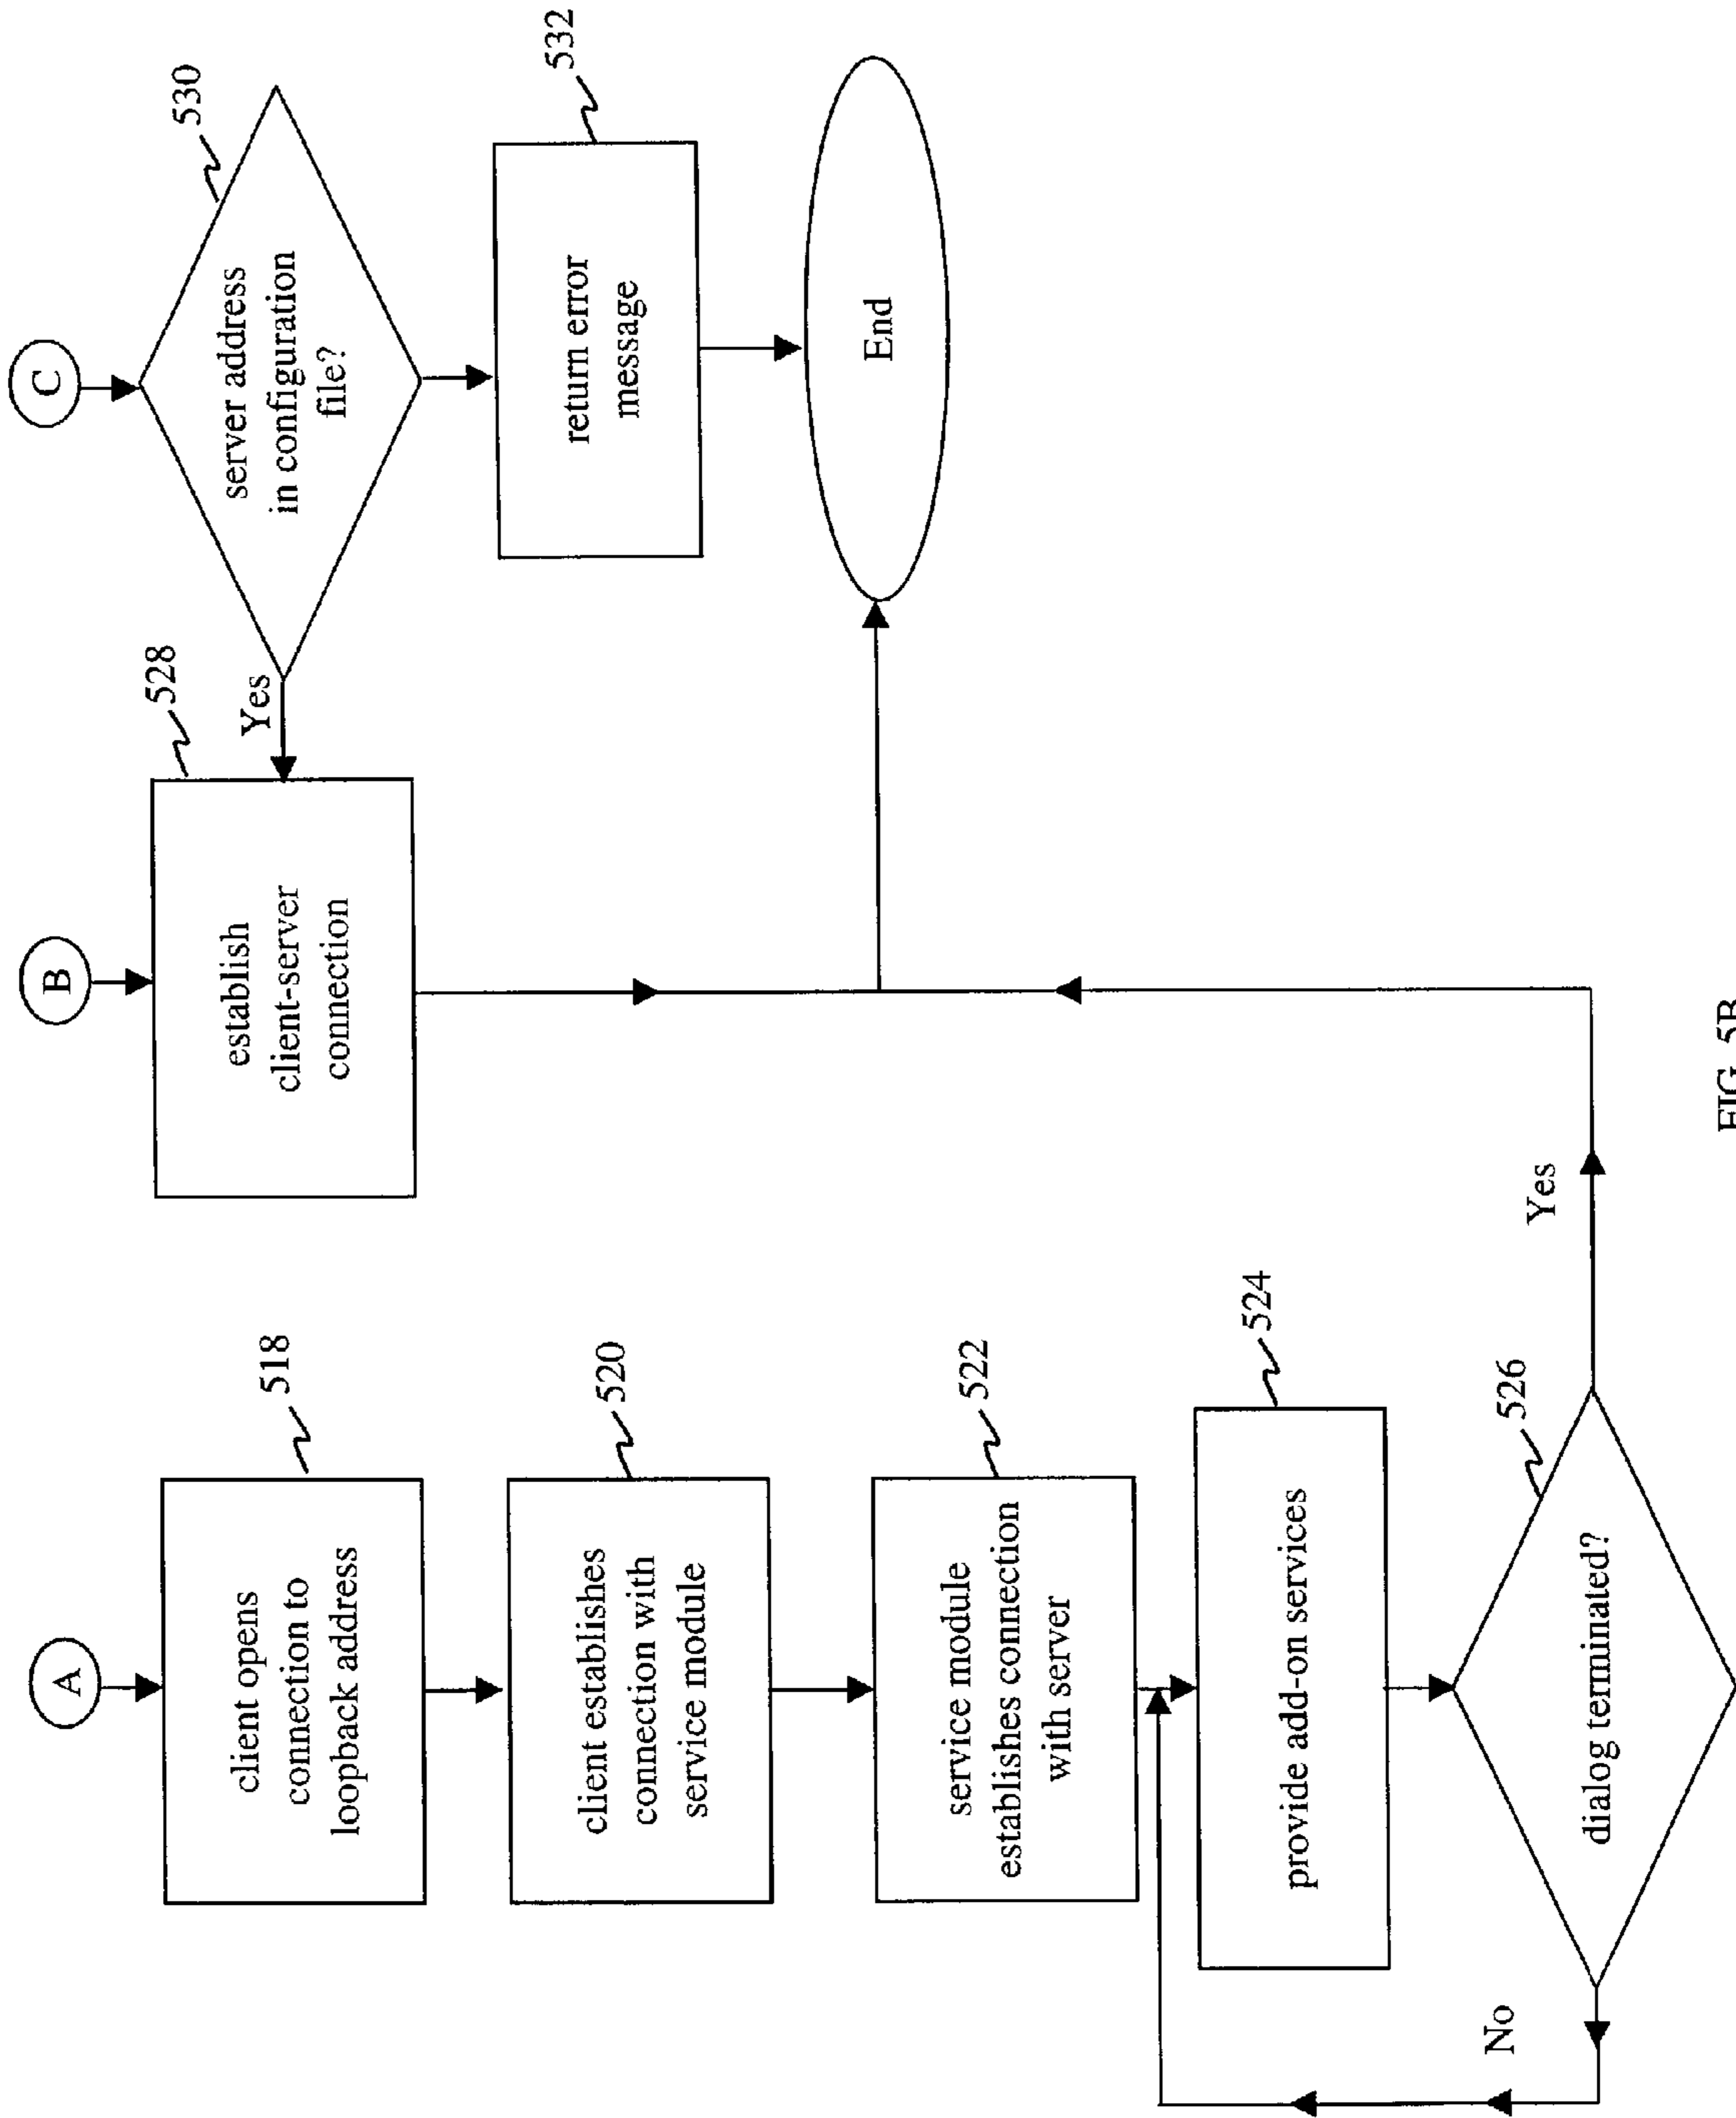 A
client opens
connection to
loopback address
518
client establishes
connection with
service module
520
service module
establishes connection
with server
522
provide add-on services
524
dialog terminated?
526
No
Yes
B
establish
client-server
connection
528
Yes
C
server address
in configuration
file?
530
return error
message
532
End
FIG. 5B